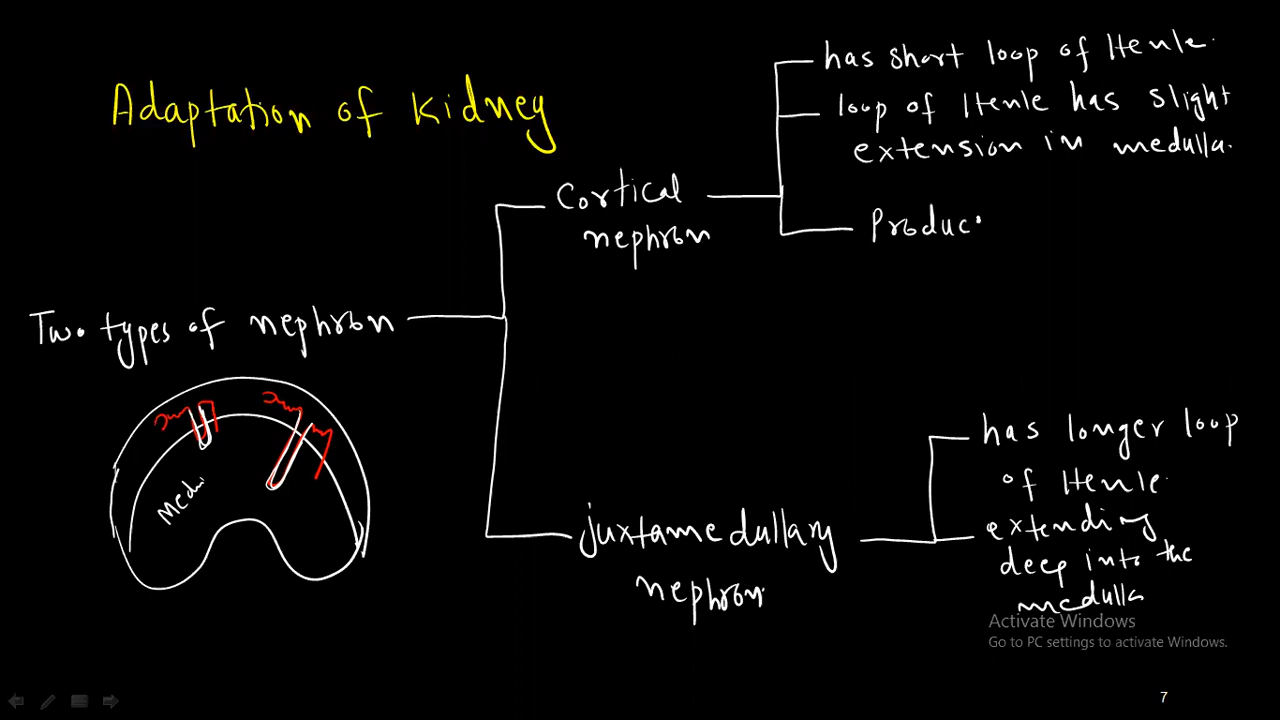 Adaptation of kidney
has short loop of Henle.
loop of Henle has slight
extension in medulla.
Cortical
nephron
Produc
Two types of nephron
Medu
has longer loop
of Henle.
extending
deep into the
medulla
juxtamedullary
nephron
Activate Windows
Go to PC settings to activate Windows.
7